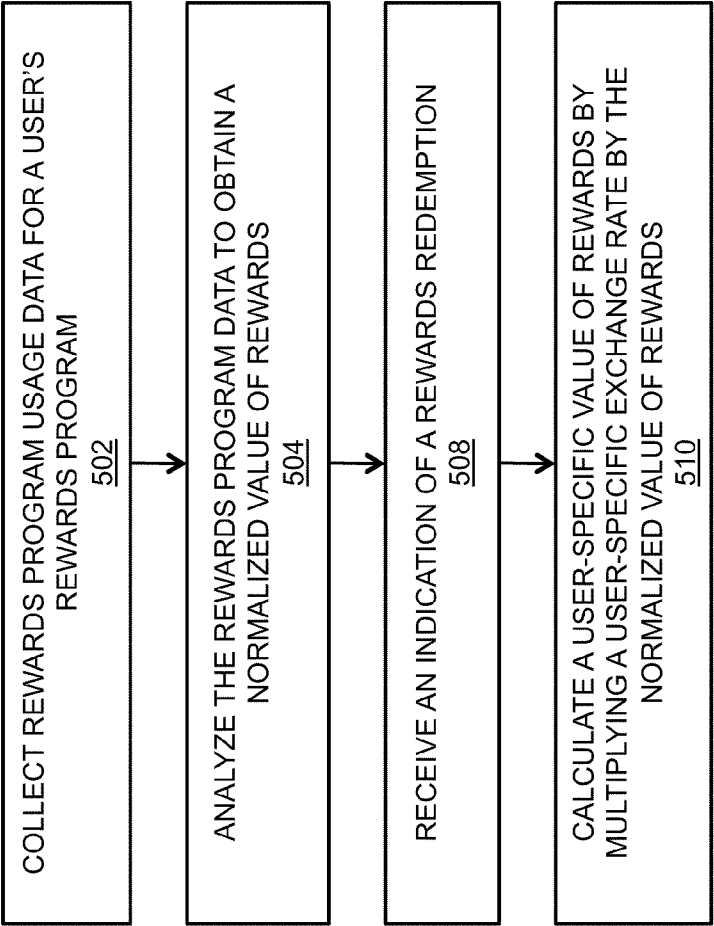 COLLECT REWARDS PROGRAM USAGE DATA FOR A USER'S
REWARDS PROGRAM
502
ANALYZE THE REWARDS PROGRAM DATA TO OBTAIN A
NORMALIZED VALUE OF REWARDS
504
RECEIVE AN INDICATION OF A REWARDS REDEMPTION
508
CALCULATE A USER-SPECIFIC VALUE OF REWARDS BY
MULTIPLYING A USER-SPECIFIC EXCHANGE RATE BY THE
NORMALIZED VALUE OF REWARDS
510